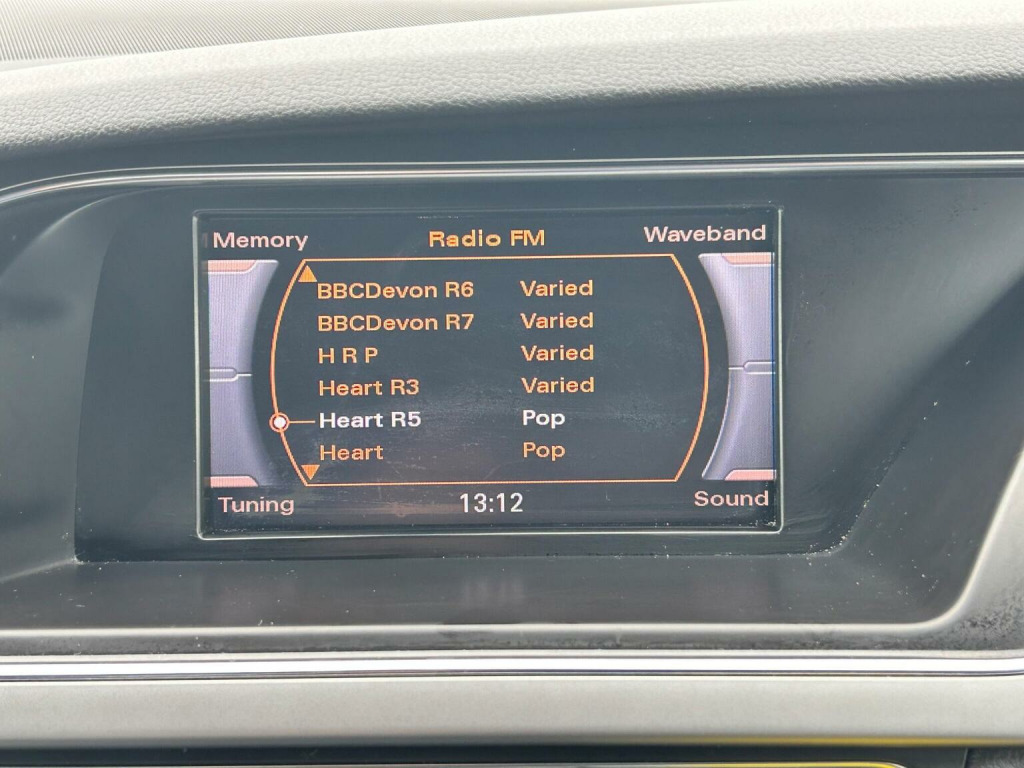 Memory Radio FM Waveband
BBCDevon R6 Varied
BBCDevon R7 Varied
H R P Varied
Heart R3 Varied
Heart R5 Pop
Heart Pop
Tuning 13:12 Sound